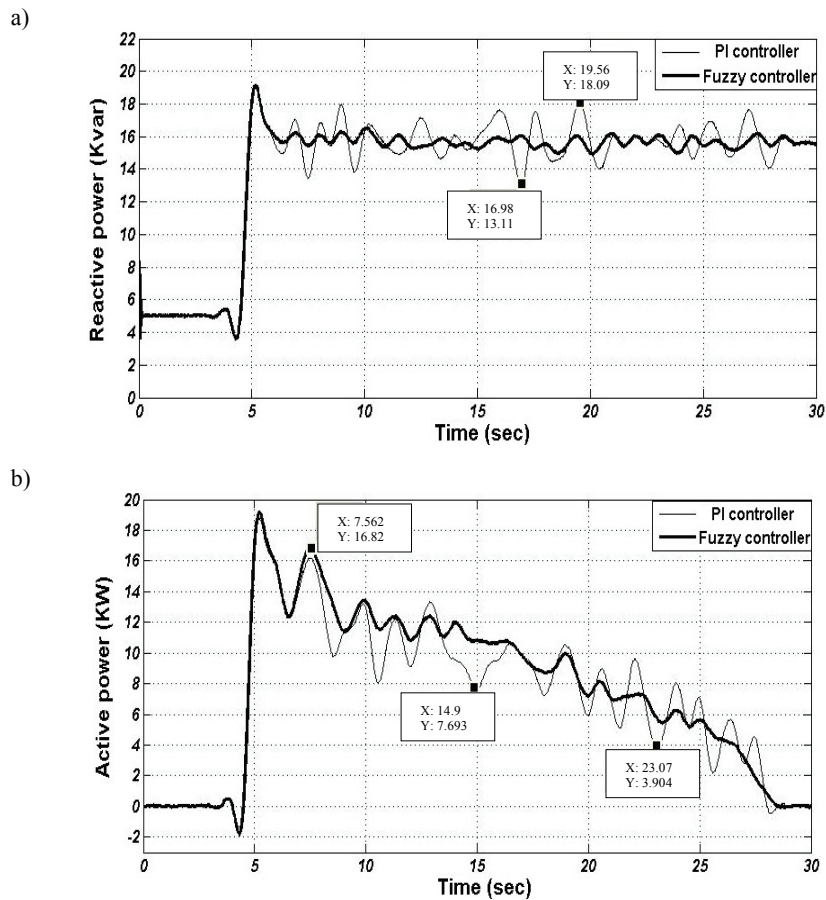 a)
22
20
18
16
14
12
10
8
6
4
2
0
Reactive power (Kvar)
X: 19.56
Y: 18.09
PI controller
Fuzzy controller
X: 16.98
Y: 13.11
0 5 10 15 20 25 30
Time (sec)
b)
20
18
16
14
12
10
8
6
4
2
0
-2
Active power (KW)
X: 7.562
Y: 16.82
PI controller
Fuzzy controller
X: 14.9
Y: 7.693
X: 23.07
Y: 3.904
0 5 10 15 20 25 30
Time (sec)